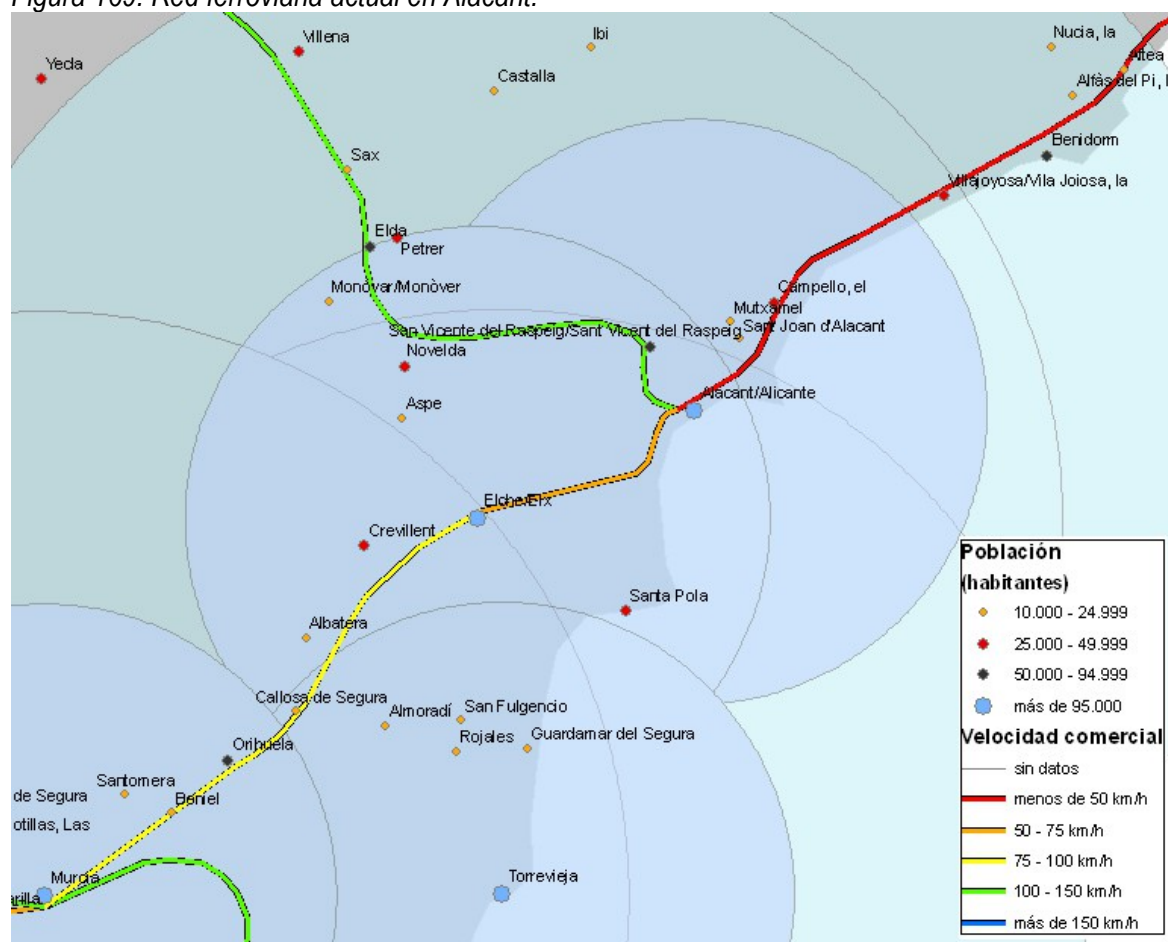 Figura 169. Red ferroviaria actual en Alacant.
Villena
Ibi
Nucia, la
Yecla
Altea
Castalla
Alfàs del Pi, l
Benidorm
Sax
Villajoyosa/Vila Joiosa, la
Elda
Petrer
Monóvar/Monòver
Campello, el
Mutxamel
San Vicente del Raspeig/Sant Vicent del Raspeig
Sant Joan d'Alacant
Novelda
Alacant/Alicante
Aspe
Elche/Elx
Crevillent
Santa Pola
Albatera
Callosa de Segura
Almoradí
San Fulgencio
Rojales
Guardamar del Segura
Orihuela
Santomera
de Segura
Beniel
otillas, Las
Murcia
arilla
Torrevieja
Población
(habitantes)
10.000 - 24.999
25.000 - 49.999
50.000 - 94.999
más de 95.000
Velocidad comercial
sin datos
menos de 50 km/h
50 - 75 km/h
75 - 100 km/h
100 - 150 km/h
más de 150 km/h